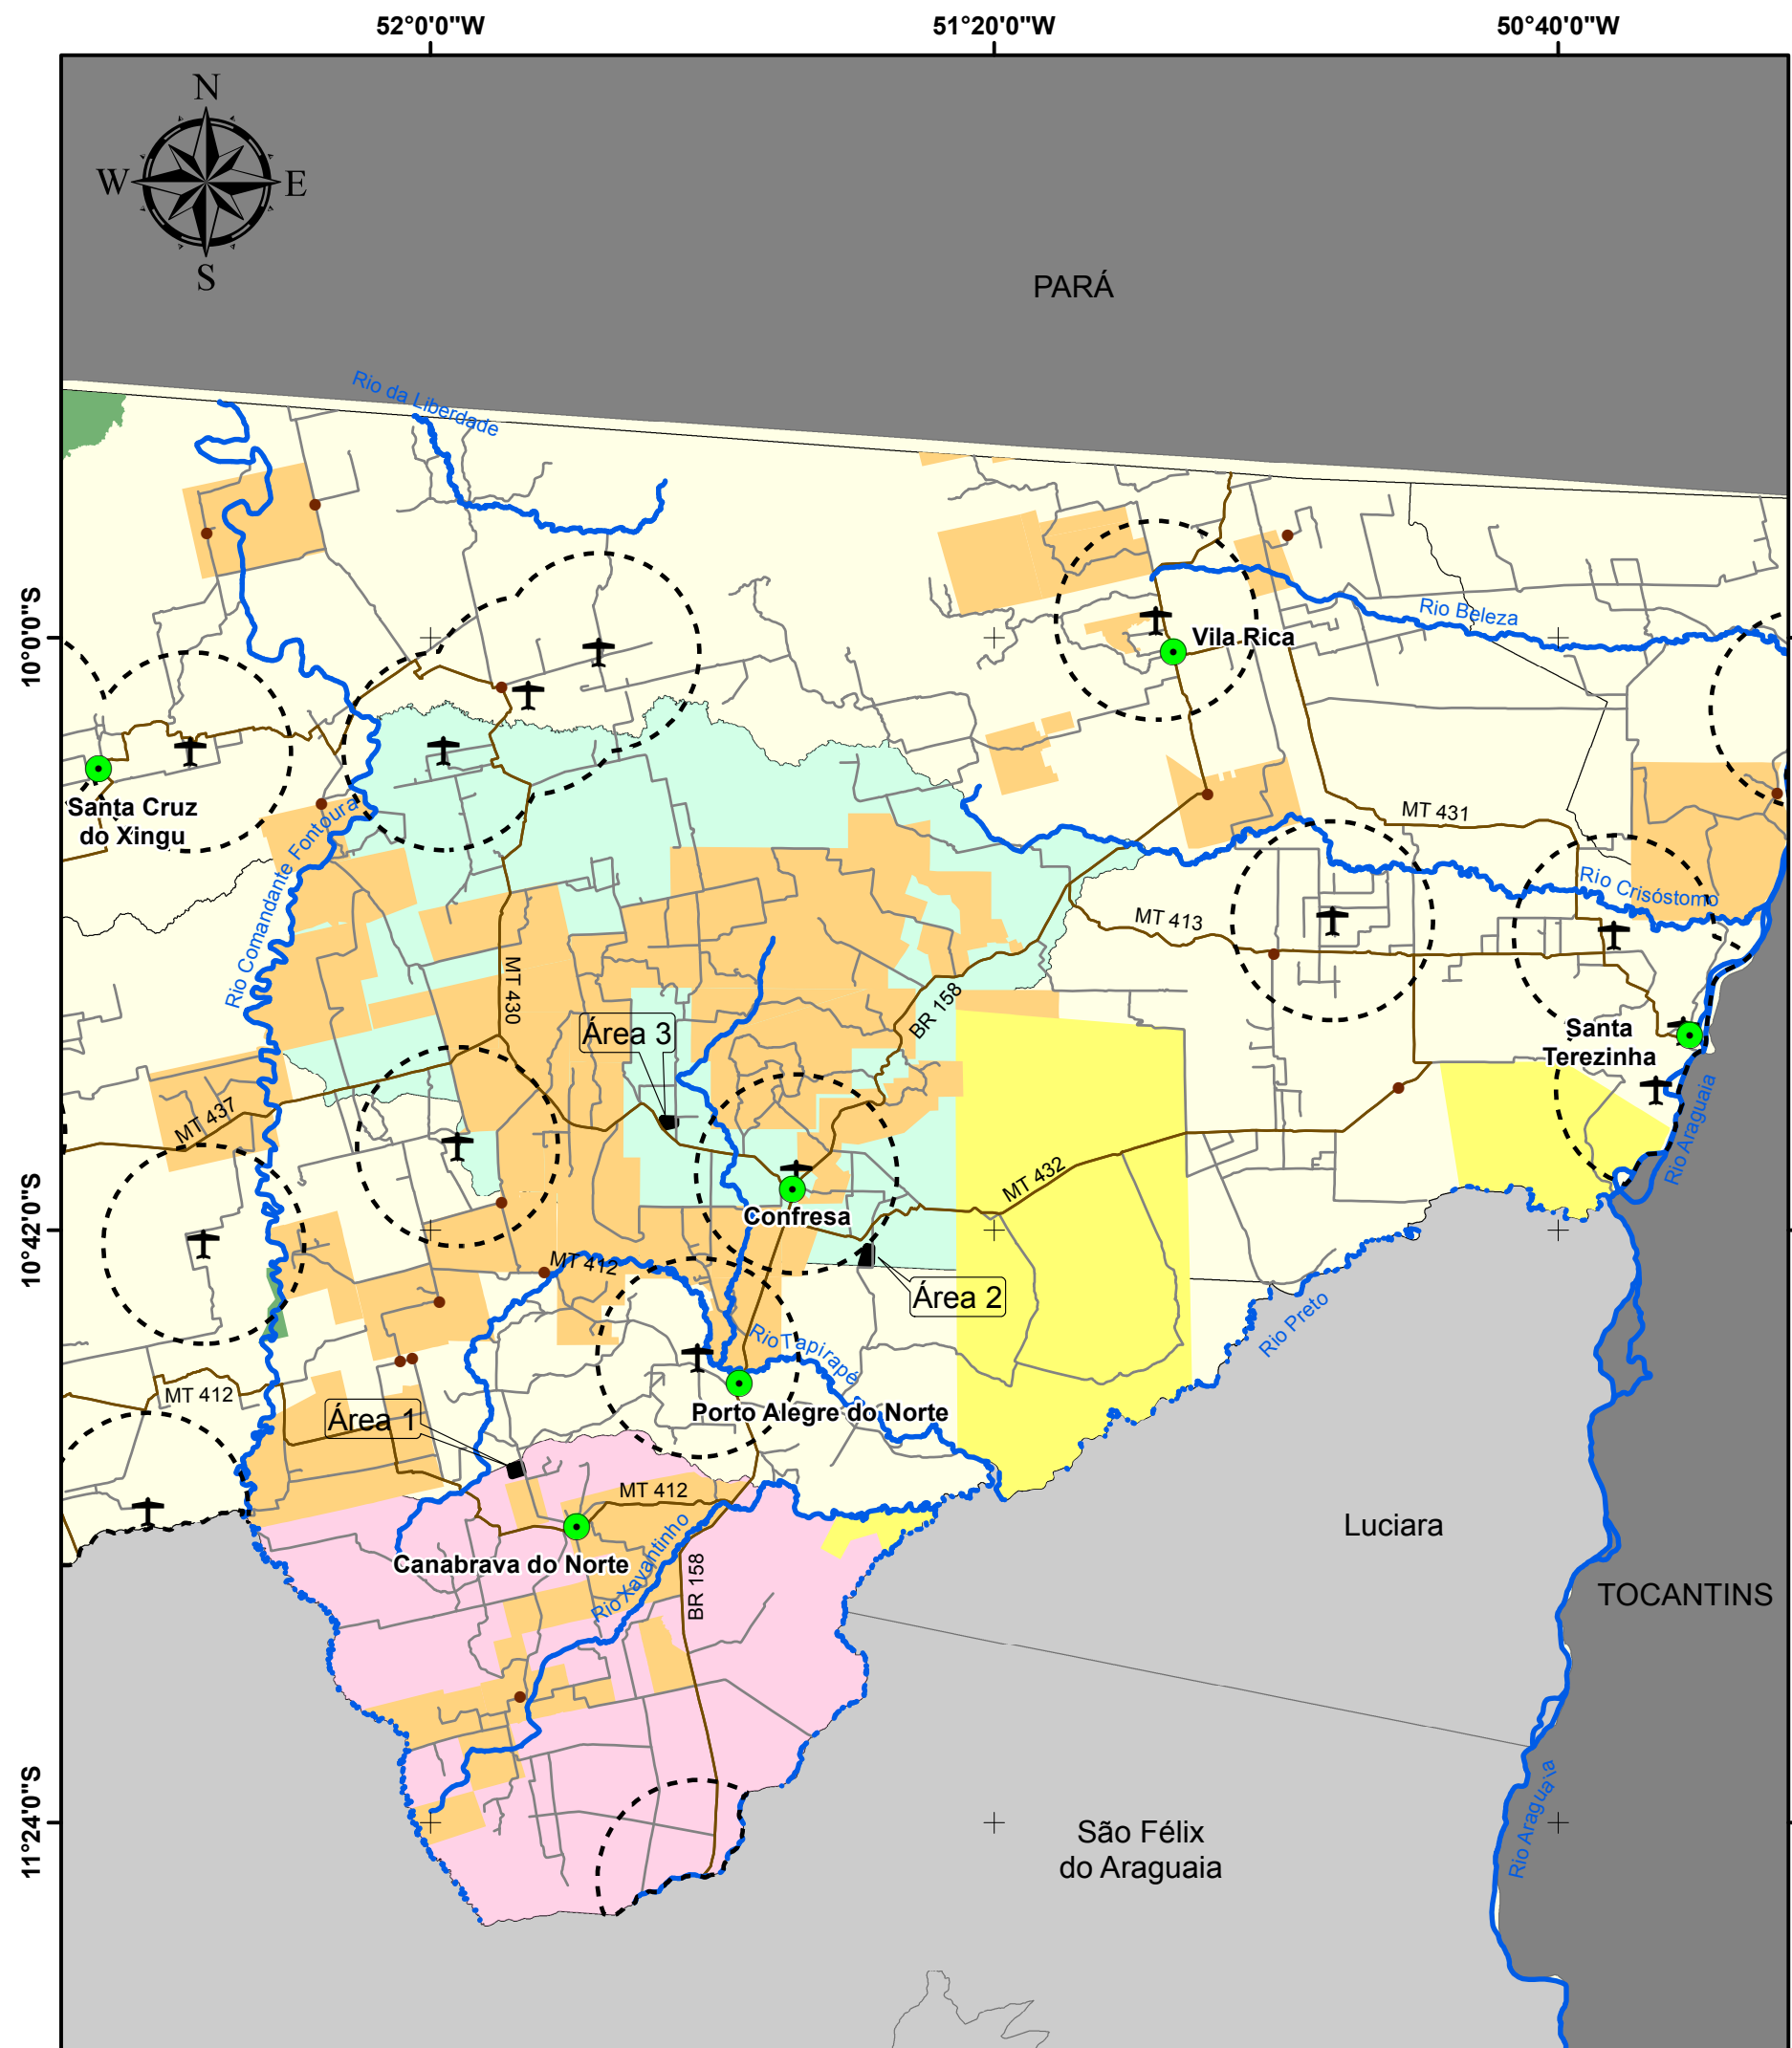 52°0'0"W
51°20'0"W
50°40'0"W
N
W
E
S
PARÁ
Rio da Liberdade
10°0'0"S
Vila Rica
Rio Beleza
Santa Cruz
do Xingu
MT 431
Rio Comandante Fontoura
Rio Crisóstomo
MT 413
MT 430
BR 158
Área 3
Santa
Terezinha
MT 437
Rio Araguaia
MT 432
10°42'0"S
Confresa
MT 412
Área 2
Rio Preto
Rio Tapirapé
MT 412
Área 1
Porto Alegre do Norte
MT 412
Luciara
Canabrava do Norte
Rio Xavantinho
BR 158
TOCANTINS
11°24'0"S
São Félix
do Araguaia
Rio Araguaia